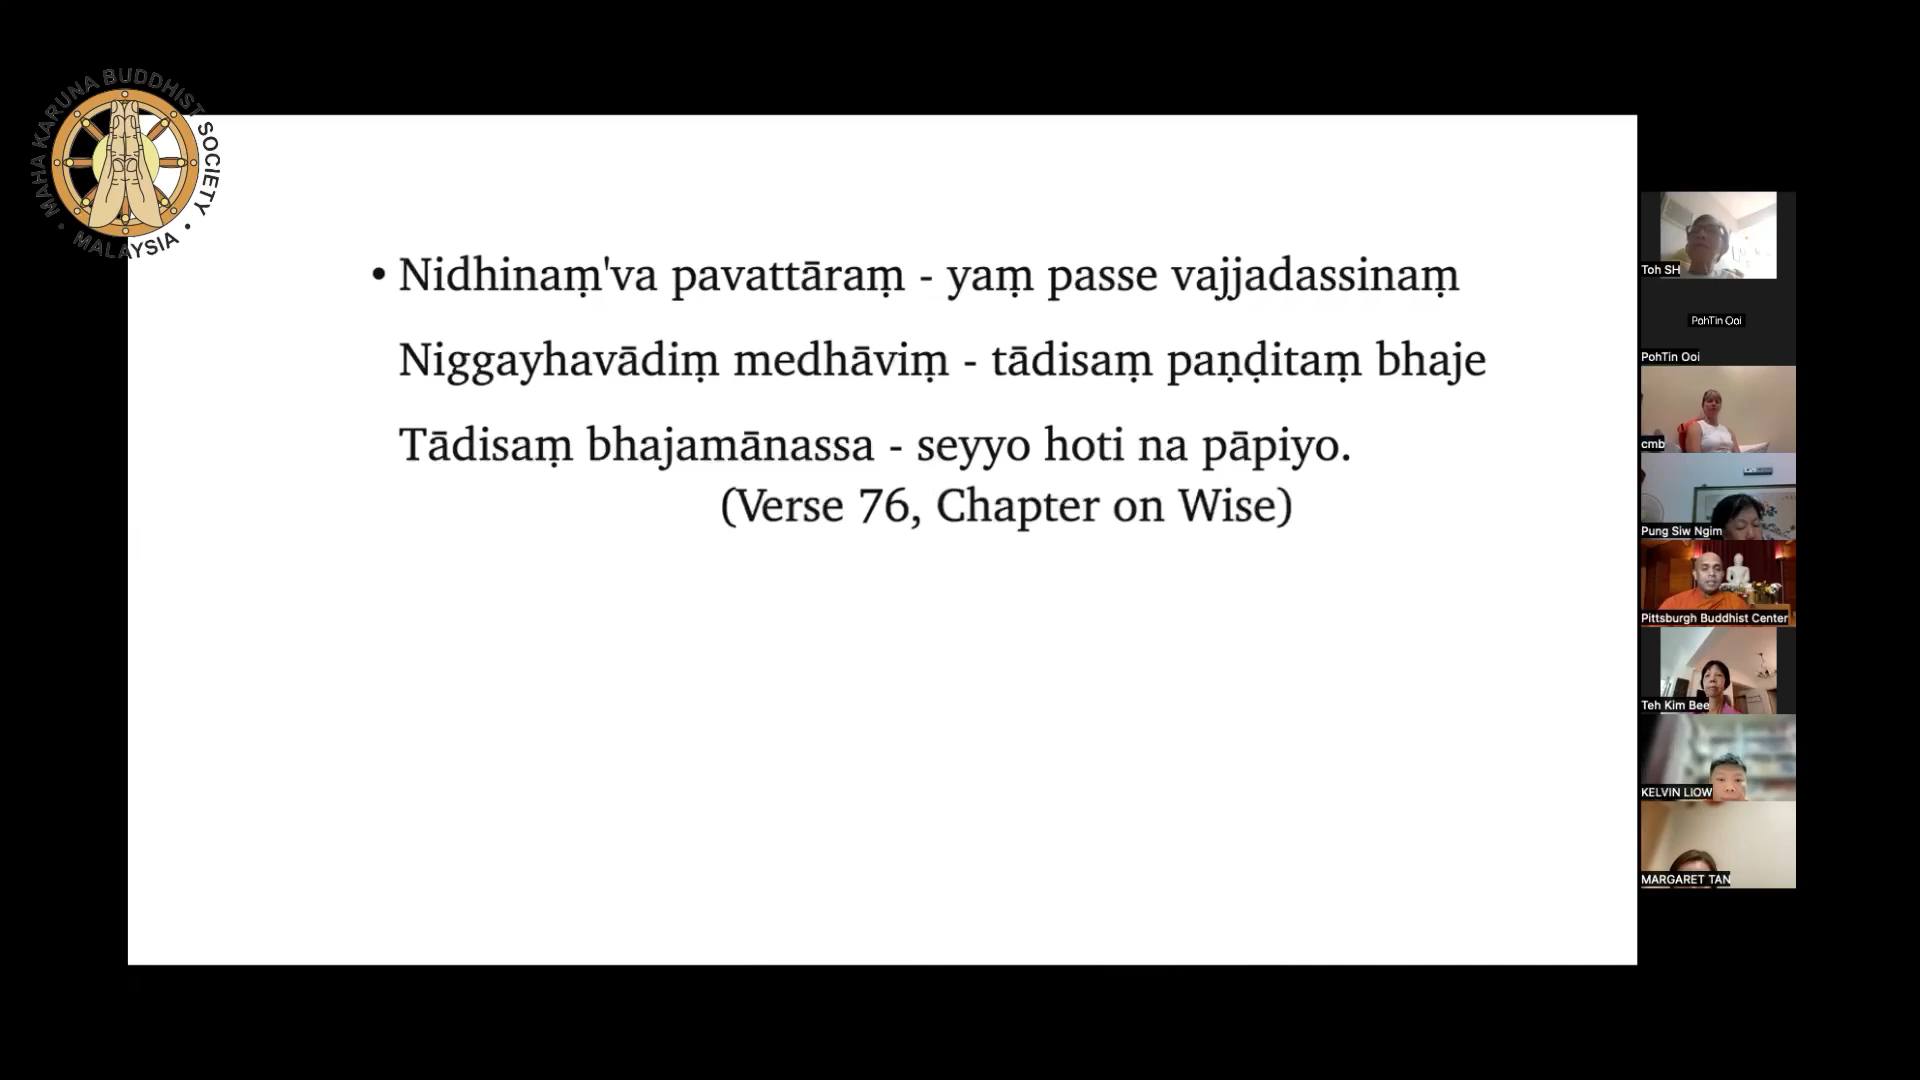 MAHA KARUNA BUDDHIST SOCIETY
• MALAYSIA •
• Nidhinaṃ'va pavattāraṃ - yaṃ passe vajjadassinaṃ
Niggayhavādiṃ medhāviṃ - tādisaṃ paṇḍitaṃ bhaje
Tādisaṃ bhajamānassa - seyyo hoti na pāpiyo.
(Verse 76, Chapter on Wise)
Toh SH
PohTin Ooi
PohTin Ooi
cmb
Pung Siw Ngim
Pittsburgh Buddhist Center
Teh Kim Bee
KELVIN LIOW
MARGARET TAN